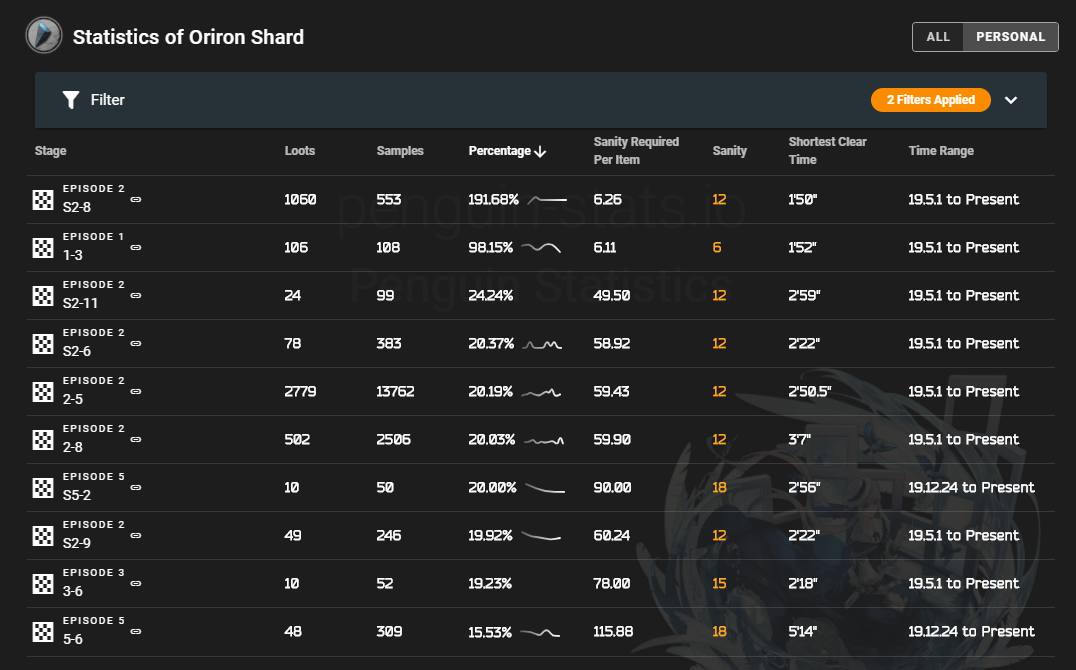 Statistics of Oriron Shard
ALL PERSONAL
Filter
2 Filters Applied
Stage Loots Samples Percentage Sanity Required Per Item Sanity Shortest Clear Time Time Range
penguin-stats.io
Penguin Statistics
EPISODE 2
S2-8 1060 553 191.68% 6.26 12 1'50" 19.5.1 to Present
EPISODE 1
1-3 106 108 98.15% 6.11 6 1'52" 19.5.1 to Present
EPISODE 2
S2-11 24 99 24.24% 49.50 12 2'59" 19.5.1 to Present
EPISODE 2
S2-6 78 383 20.37% 58.92 12 2'22" 19.5.1 to Present
EPISODE 2
2-5 2779 13762 20.19% 59.43 12 2'50.5" 19.5.1 to Present
EPISODE 2
2-8 502 2506 20.03% 59.90 12 3'7" 19.5.1 to Present
EPISODE 5
S5-2 10 50 20.00% 90.00 18 2'56" 19.12.24 to Present
EPISODE 2
S2-9 49 246 19.92% 60.24 12 2'22" 19.5.1 to Present
EPISODE 3
3-6 10 52 19.23% 78.00 15 2'18" 19.5.1 to Present
EPISODE 5
5-6 48 309 15.53% 115.88 18 5'14" 19.12.24 to Present